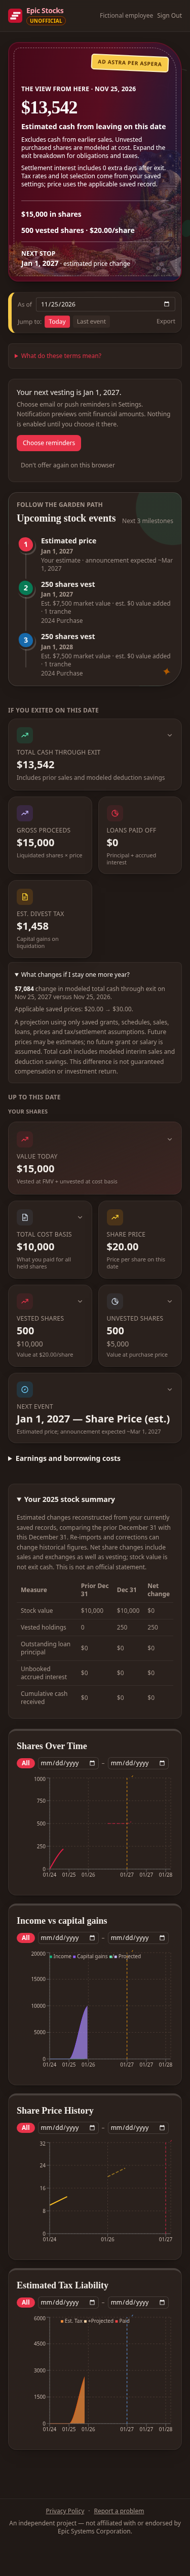 Epic Stocks
UNOFFICIAL
Fictional employee Sign Out
AD ASTRA PER ASPERA
THE VIEW FROM HERE · NOV 25, 2026
$13,542
Estimated cash from leaving on this date
Excludes cash from earlier sales. Unvested
purchased shares are modeled at cost. Expand the
exit breakdown for obligations and taxes.
Settlement interest includes 0 extra days after exit.
Tax rates and lot selection come from your saved
settings; price uses the applicable saved record.
$15,000 in shares
500 vested shares · $20.00/share
NEXT STOP
Jan 1, 2027 · estimated price change
As of 11/25/2026
Jump to: Today Last event Export
▸ What do these terms mean?
Your next vesting is Jan 1, 2027.
Choose email or push reminders in Settings.
Notification previews omit financial amounts. Nothing
is enabled until you choose it there.
Choose reminders
Don't offer again on this browser
FOLLOW THE GARDEN PATH
Upcoming stock events Next 3 milestones
1 Estimated price
Jan 1, 2027
Your estimate · announcement expected ~Mar
1, 2027
2 250 shares vest
Jan 1, 2027
Est. $7,500 market value · est. $0 value added
· 1 tranche
2024 Purchase
3 250 shares vest
Jan 1, 2028
Est. $7,500 market value · est. $0 value added
· 1 tranche
2024 Purchase
IF YOU EXITED ON THIS DATE
TOTAL CASH THROUGH EXIT
$13,542
Includes prior sales and modeled deduction savings
GROSS PROCEEDS
$15,000
Liquidated shares × price
LOANS PAID OFF
$0
Principal + accrued
interest
EST. DIVEST TAX
$1,458
Capital gains on
liquidation
▾ What changes if I stay one more year?
$7,084 change in modeled total cash through exit on
Nov 25, 2027 versus Nov 25, 2026.
Applicable saved prices: $20.00 → $30.00.
A projection using only saved grants, schedules, sales,
loans, prices and tax/settlement assumptions. Future
prices may be estimates; no future grant or salary is
assumed. Total cash includes modeled interim sales and
deduction savings. This difference is not guaranteed
compensation or investment return.
UP TO THIS DATE
YOUR SHARES
VALUE TODAY
$15,000
Vested at FMV + unvested at cost basis
TOTAL COST BASIS
$10,000
What you paid for all
held shares
SHARE PRICE
$20.00
Price per share on this
date
VESTED SHARES
500
$10,000
Value at $20.00/share
UNVESTED SHARES
500
$5,000
Value at purchase price
NEXT EVENT
Jan 1, 2027 — Share Price (est.)
Estimated price, announcement expected ~Mar 1, 2027
▸ Earnings and borrowing costs
▾ Your 2025 stock summary
Estimated changes reconstructed from your currently
saved records, comparing the prior December 31 with
this December 31. Re-imports and corrections can
change historical figures. Net share changes include
sales and exchanges as well as vesting; stock value is
not exit cash. This is not an official statement.
Measure Prior Dec 31 Dec 31 Net change
Stock value $10,000 $10,000 $0
Vested holdings 0 250 250
Outstanding loan principal $0 $0 $0
Unbooked accrued interest $0 $0 $0
Cumulative cash received $0 $0 $0
Shares Over Time
All mm/dd/yyyy – mm/dd/yyyy
1000
750
500
250
0
01/24 01/25 01/26 01/27 01/27 01/28
Income vs capital gains
All mm/dd/yyyy – mm/dd/yyyy
Income Capital gains Projected
20000
15000
10000
5000
0
01/24 01/25 01/26 01/27 01/27 01/28
Share Price History
All mm/dd/yyyy – mm/dd/yyyy
32
24
16
8
0
01/24 01/26 01/27
Estimated Tax Liability
All mm/dd/yyyy – mm/dd/yyyy
Est. Tax Projected Paid
6000
4500
3000
1500
0
01/24 01/25 01/26 01/27 01/27 01/28
Privacy Policy · Report a problem
An independent project — not affiliated with or endorsed by
Epic Systems Corporation.